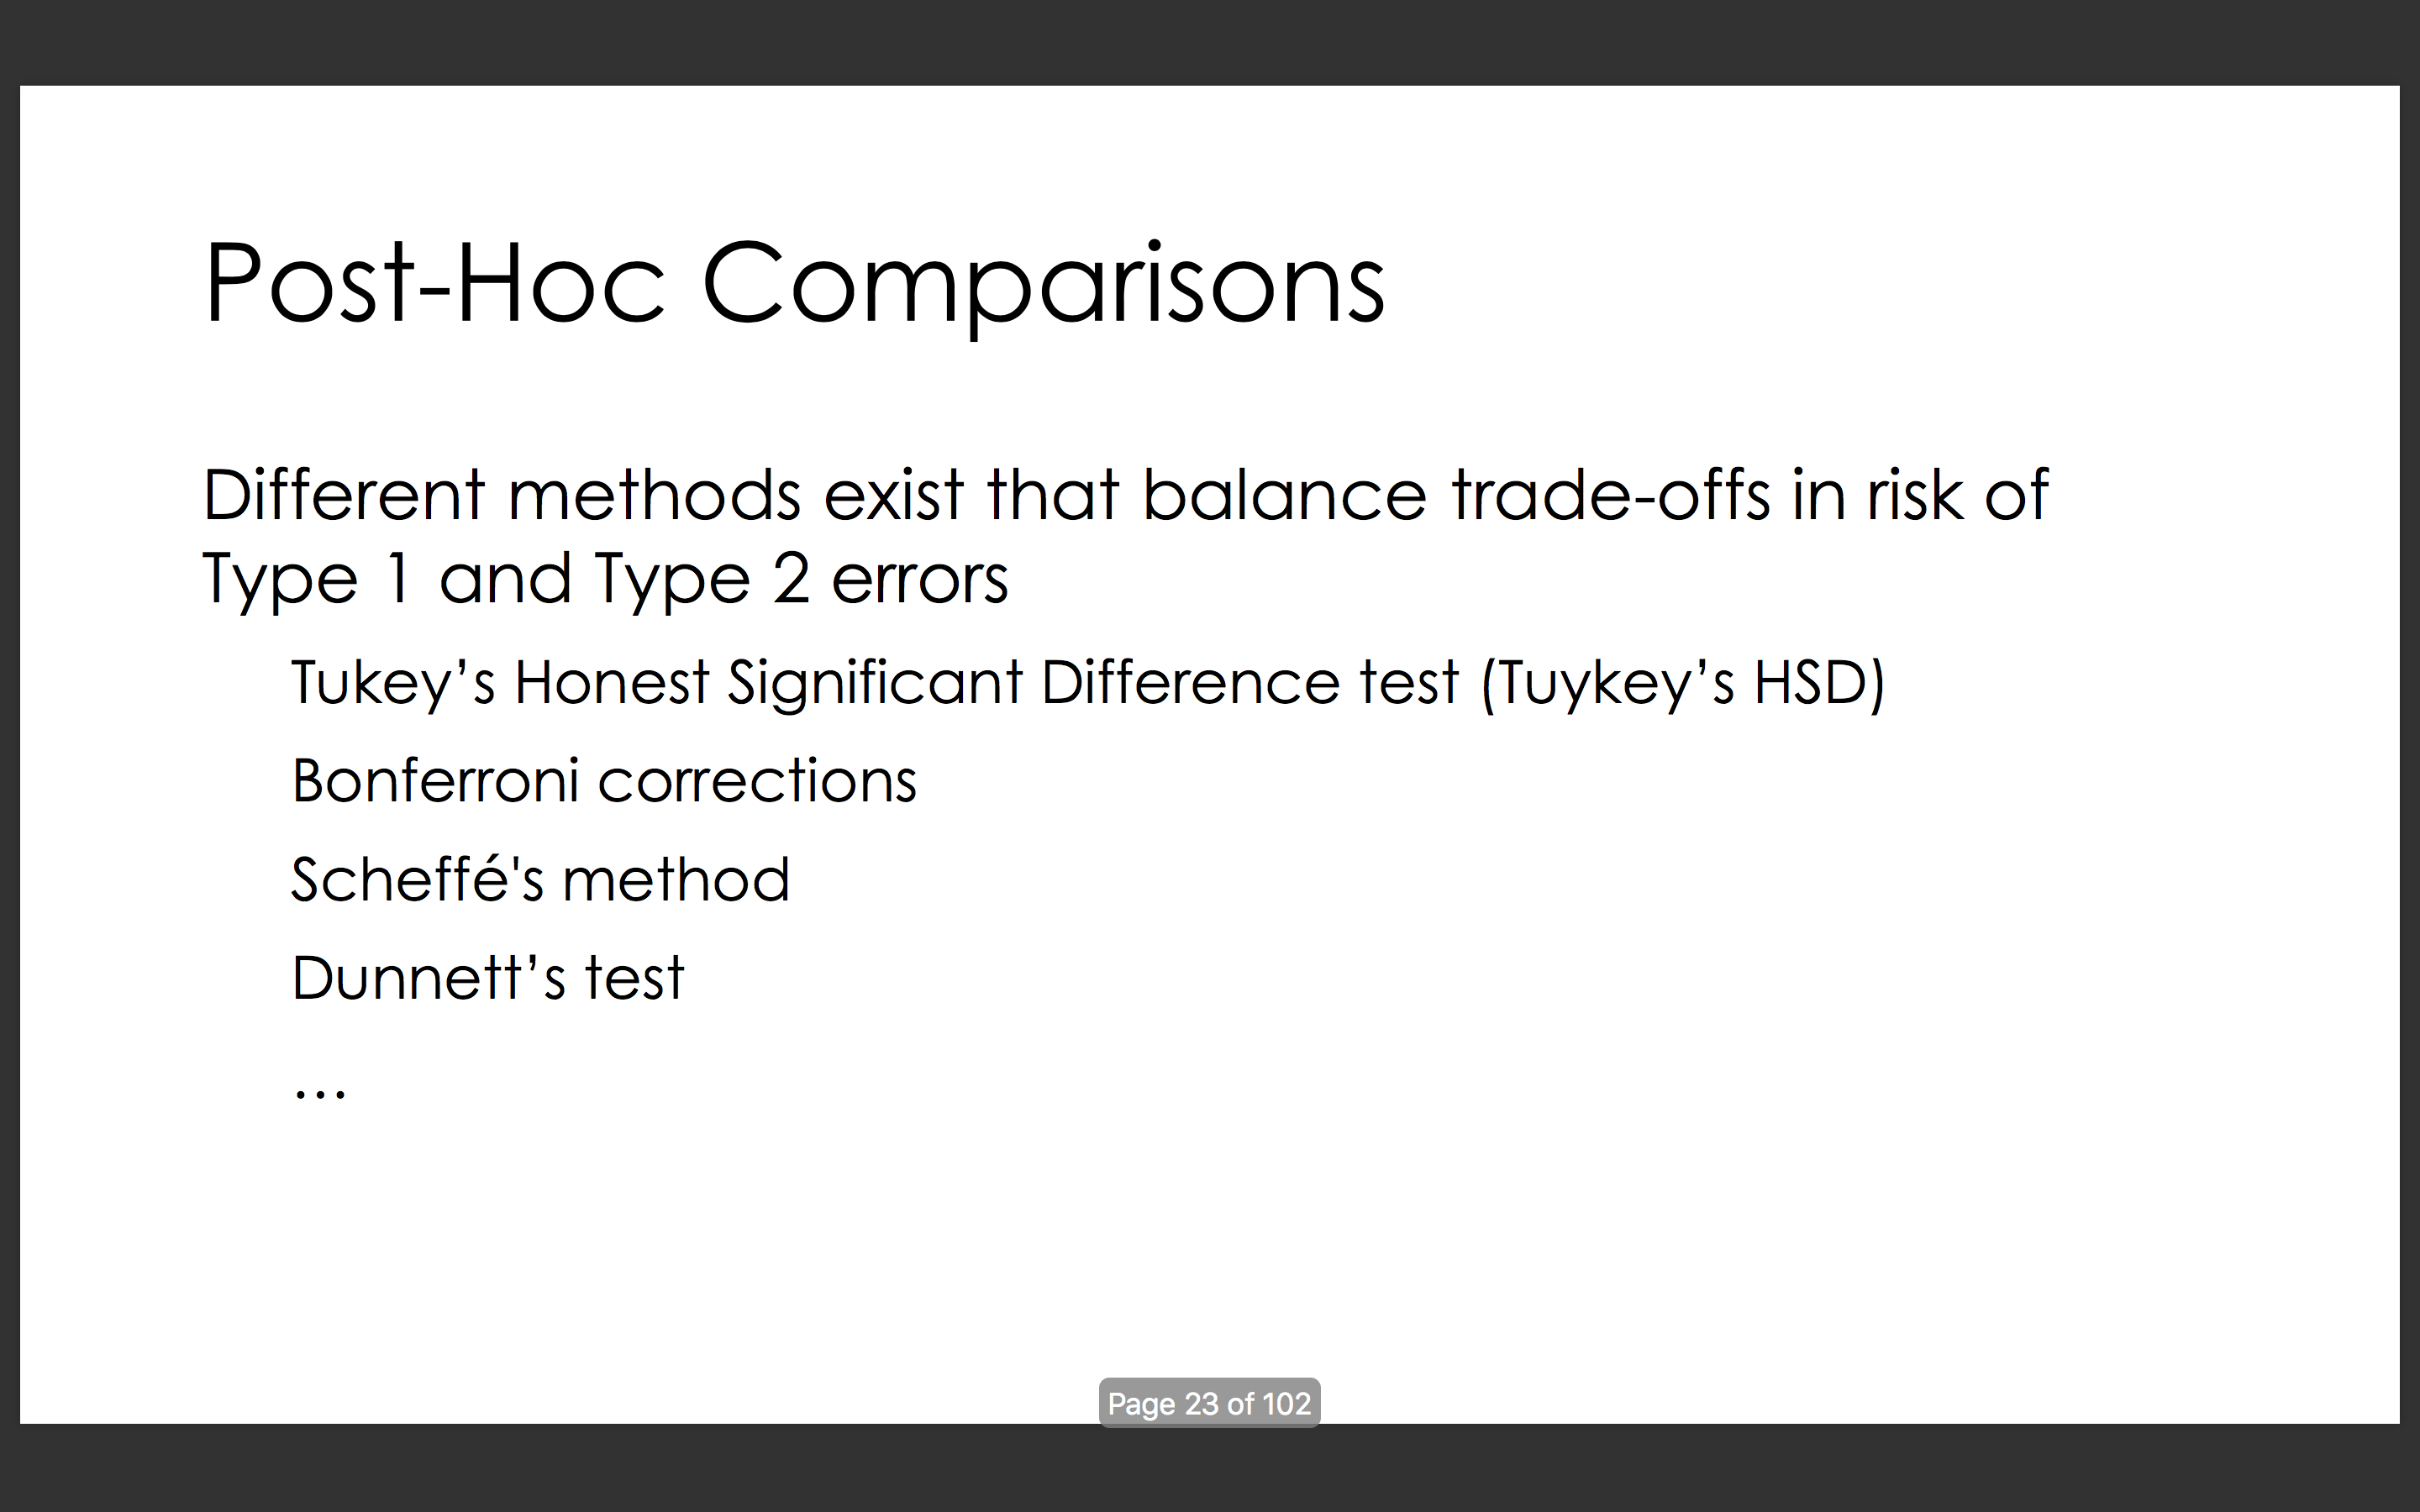 Post-Hoc Comparisons
Different methods exist that balance trade-offs in risk of
Type 1 and Type 2 errors
Tukey’s Honest Significant Difference test (Tuykey’s HSD)
Bonferroni corrections
Scheffé's method
Dunnett’s test
…
Page 23 of 102